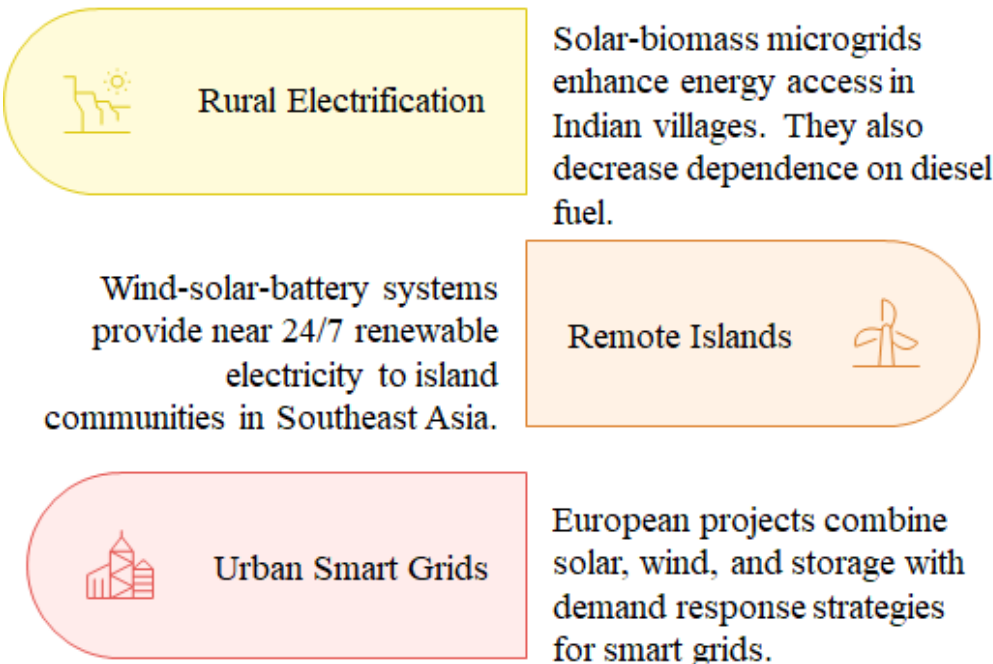 Rural Electrification
Solar-biomass microgrids
enhance energy access in
Indian villages. They also
decrease dependence on diesel
fuel.
Wind-solar-battery systems
provide near 24/7 renewable
electricity to island
communities in Southeast Asia.
Remote Islands
Urban Smart Grids
European projects combine
solar, wind, and storage with
demand response strategies
for smart grids.